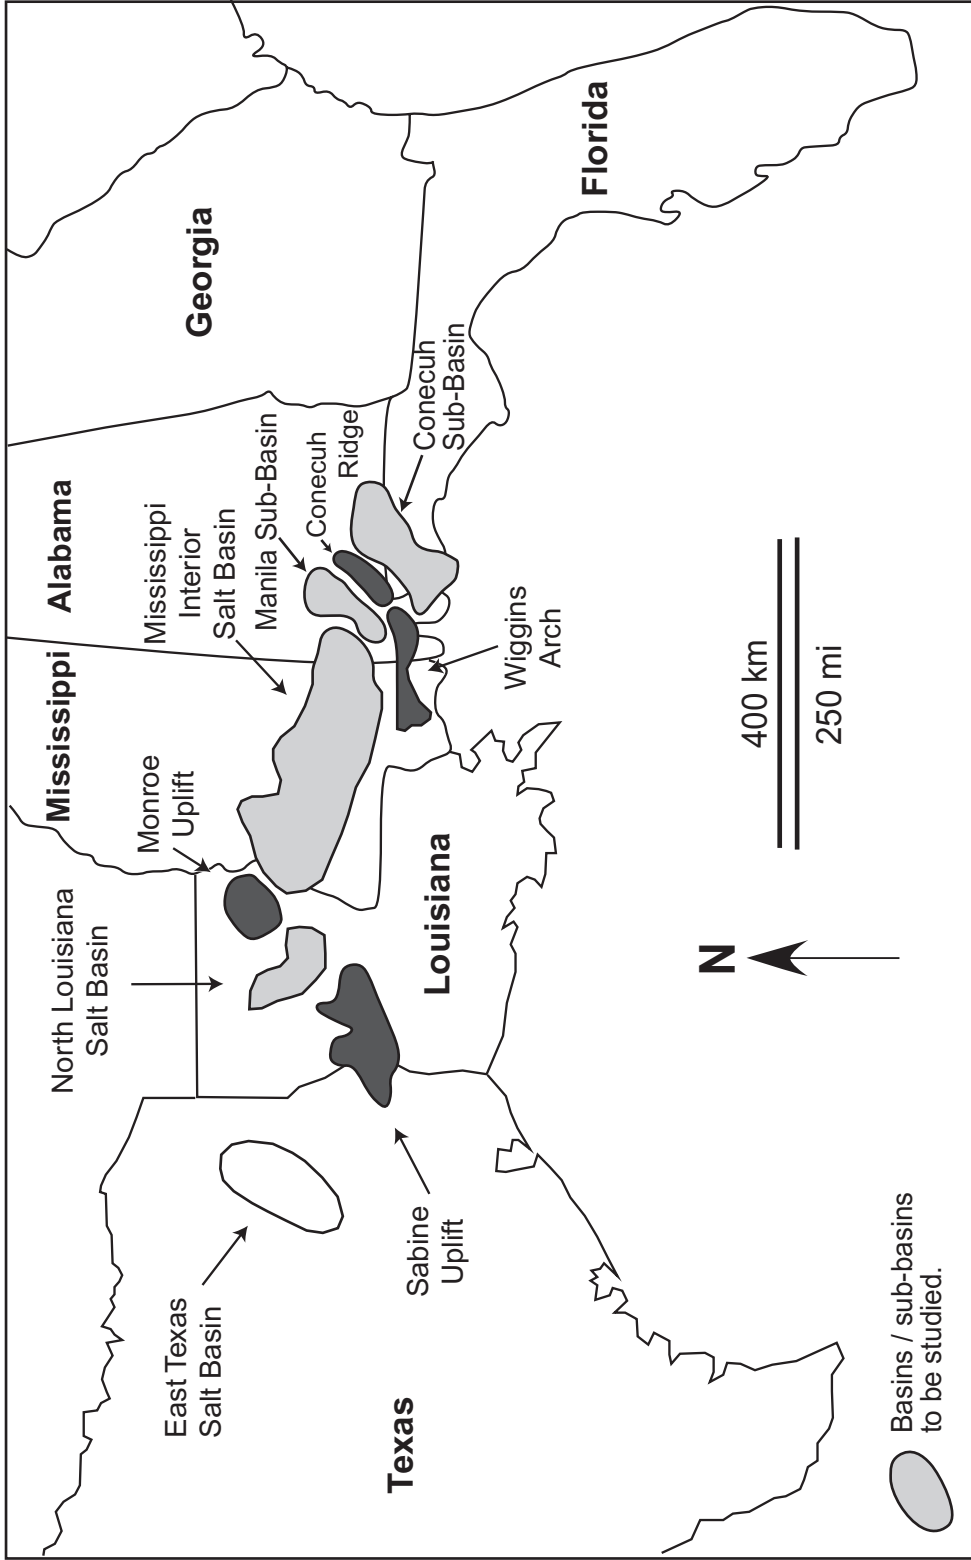 Texas
East Texas
Salt Basin
Sabine
Uplift
North Louisiana
Salt Basin
Monroe
Uplift
Louisiana
Mississippi
Mississippi
Interior
Salt Basin
Alabama
Manila Sub-Basin
Conecuh
Ridge
Conecuh
Sub-Basin
Wiggins
Arch
Georgia
Florida
N
400 km
250 mi
Basins / sub-basins
to be studied.